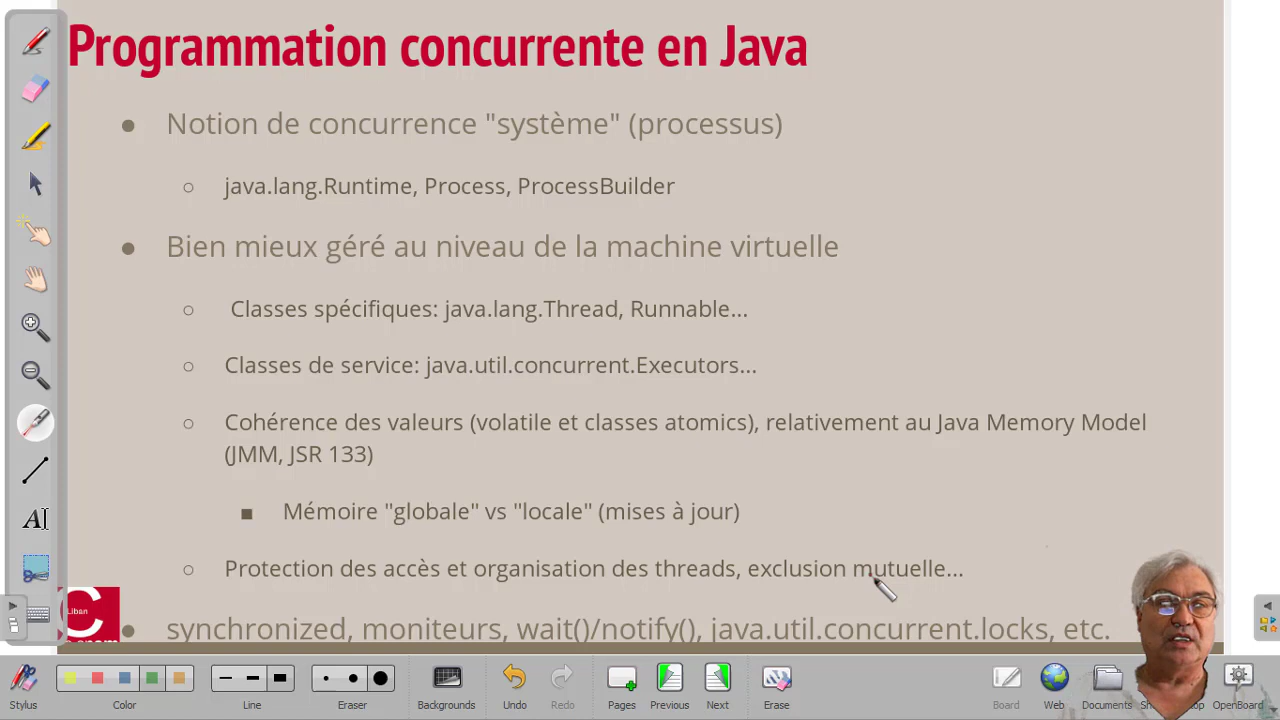 Programmation concurrente en Java
● Notion de concurrence "système" (processus)
○ java.lang.Runtime, Process, ProcessBuilder
● Bien mieux géré au niveau de la machine virtuelle
○ Classes spécifiques: java.lang.Thread, Runnable...
○ Classes de service: java.util.concurrent.Executors...
○ Cohérence des valeurs (volatile et classes atomics), relativement au Java Memory Model
(JMM, JSR 133)
■ Mémoire "globale" vs "locale" (mises à jour)
○ Protection des accès et organisation des threads, exclusion mutuelle...
Liban
● synchronized, moniteurs, wait()/notify(), java.util.concurrent.locks, etc.
Stylus Color Line Eraser Backgrounds Undo Redo Pages Previous Next Erase Board Web Documents OpenBoard